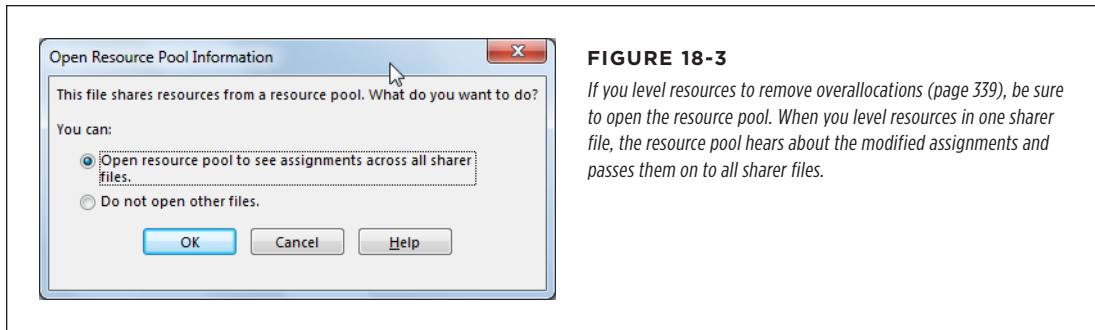 Open Resource Pool Information
This file shares resources from a resource pool. What do you want to do?
You can:
Open resource pool to see assignments across all sharer
files.
Do not open other files.
OK
Cancel
Help
FIGURE 18-3
If you level resources to remove overallocations (page 339), be sure
to open the resource pool. When you level resources in one sharer
file, the resource pool hears about the modified assignments and
passes them on to all sharer files.